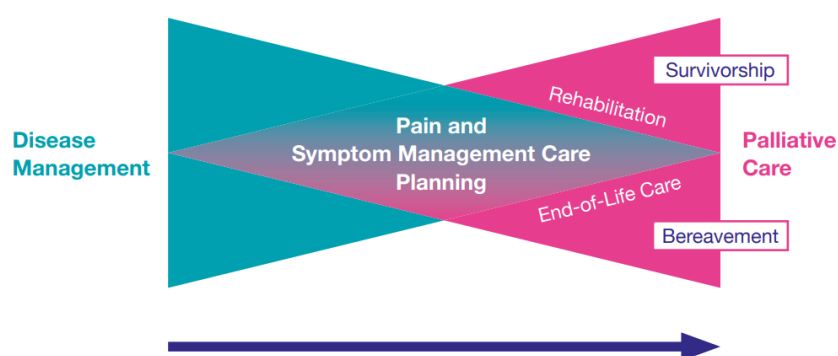 Survivorship
Rehabilitation
Disease
Management
Pain and
Symptom Management Care
Planning
Palliative
Care
End-of-Life Care
Bereavement